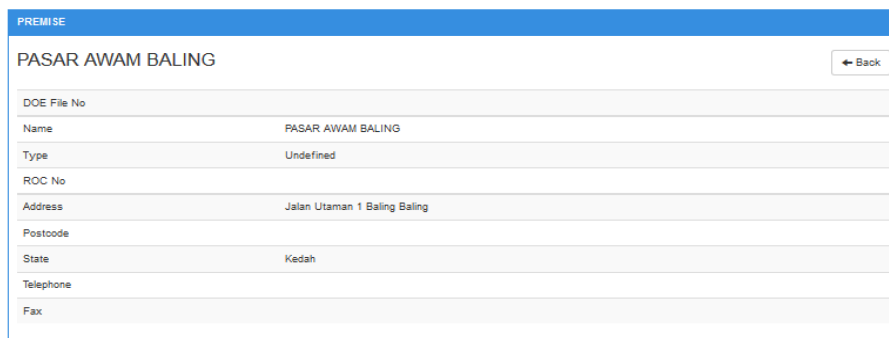 PREMISE
PASAR AWAM BALING
Back
DOE File No
Name PASAR AWAM BALING
Type Undefined
ROC No
Address Jalan Utaman 1 Baling Baling
Postcode
State Kedah
Telephone
Fax